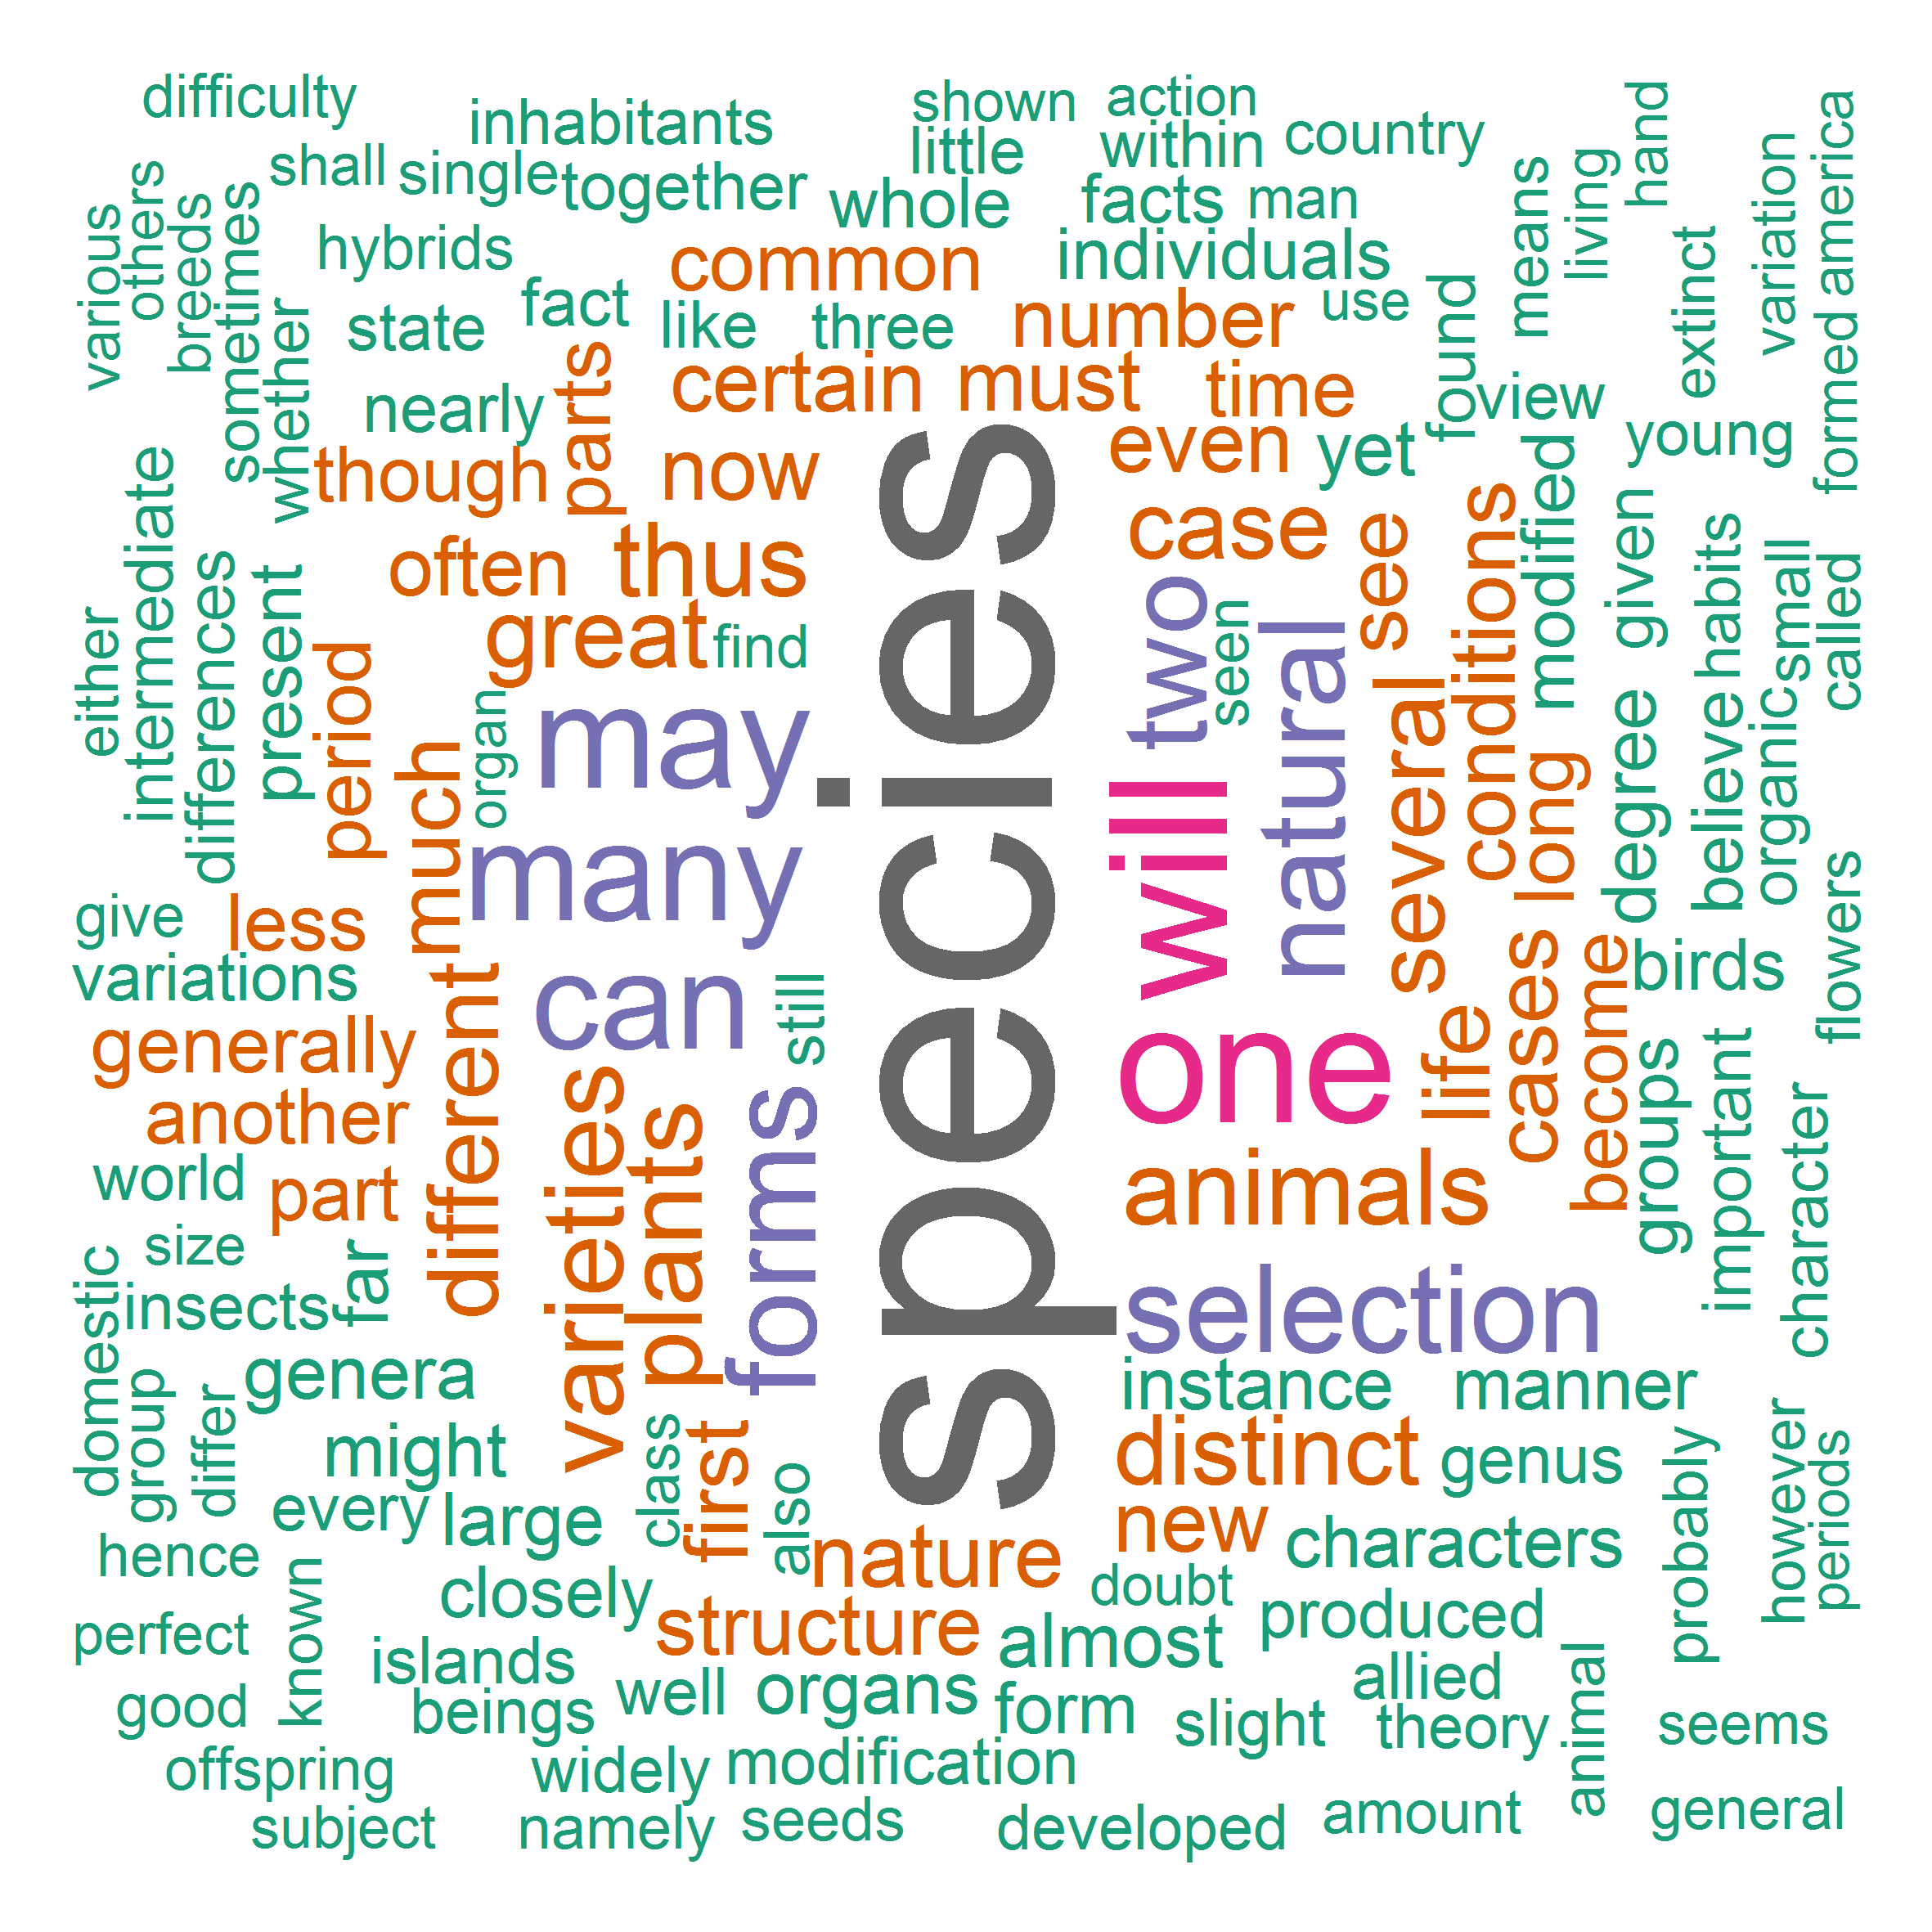 difficulty
inhabitants
shown
action
country
hand
america
variation
living
means
little
within
others
various
breeds
sometimes
shall
single
together
whole
facts
man
individuals
extinct
hybrids
common
fact
state
like
three
number
use
found
formed
whether
parts
certain
must
time
view
nearly
though
now
even
yet
young
modified
intermediate
often
thus
case
see
conditions
given
habits
small
called
differences
present
great
find
species
two
seen
natural
either
period
organ
may
several
degree
believe
organic
much
many
will
long
flowers
give
less
variations
can
still
cases
become
birds
generally
different
one
life
another
varieties
plants
forms
animals
groups
important
character
world
part
size
far
domestic
insects
selection
genera
instance
manner
group
differ
might
class
first
distinct
genus
probably
however
periods
every
large
also
new
characters
hence
known
closely
nature
doubt
perfect
structure
almost
produced
islands
allied
animal
good
beings
well
organs
form
slight
theory
seems
offspring
widely
modification
subject
namely
seeds
developed
amount
general